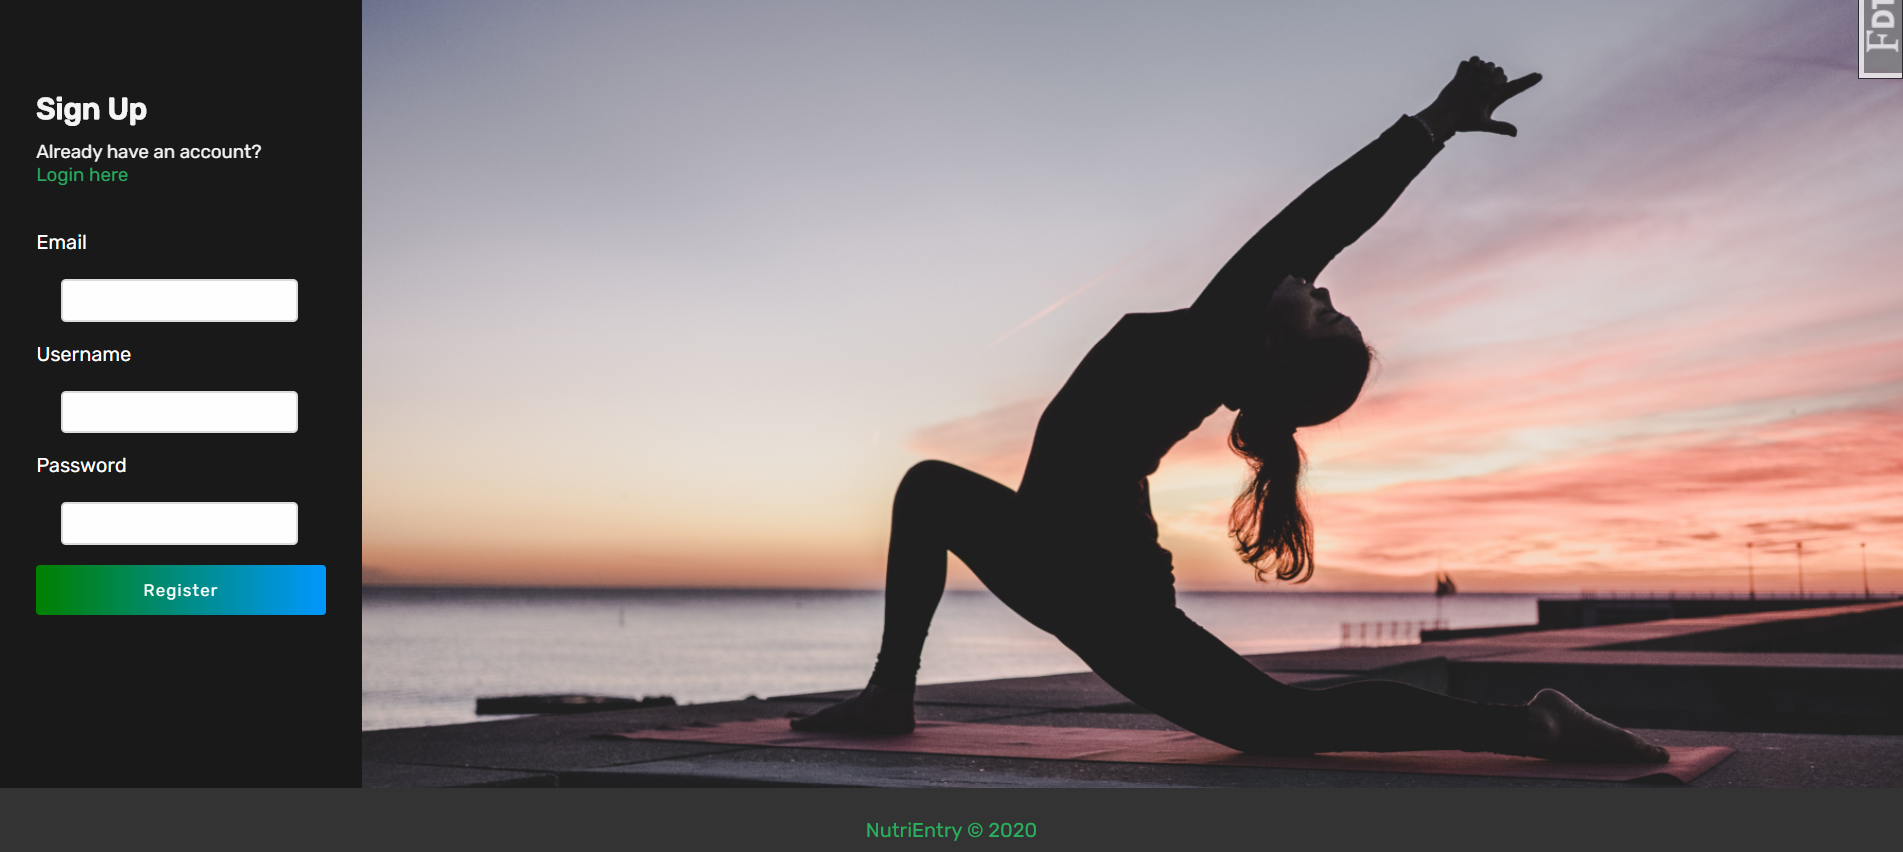 Sign Up
Already have an account?
Login here
Email
Username
Password
Register
NutriEntry © 2020